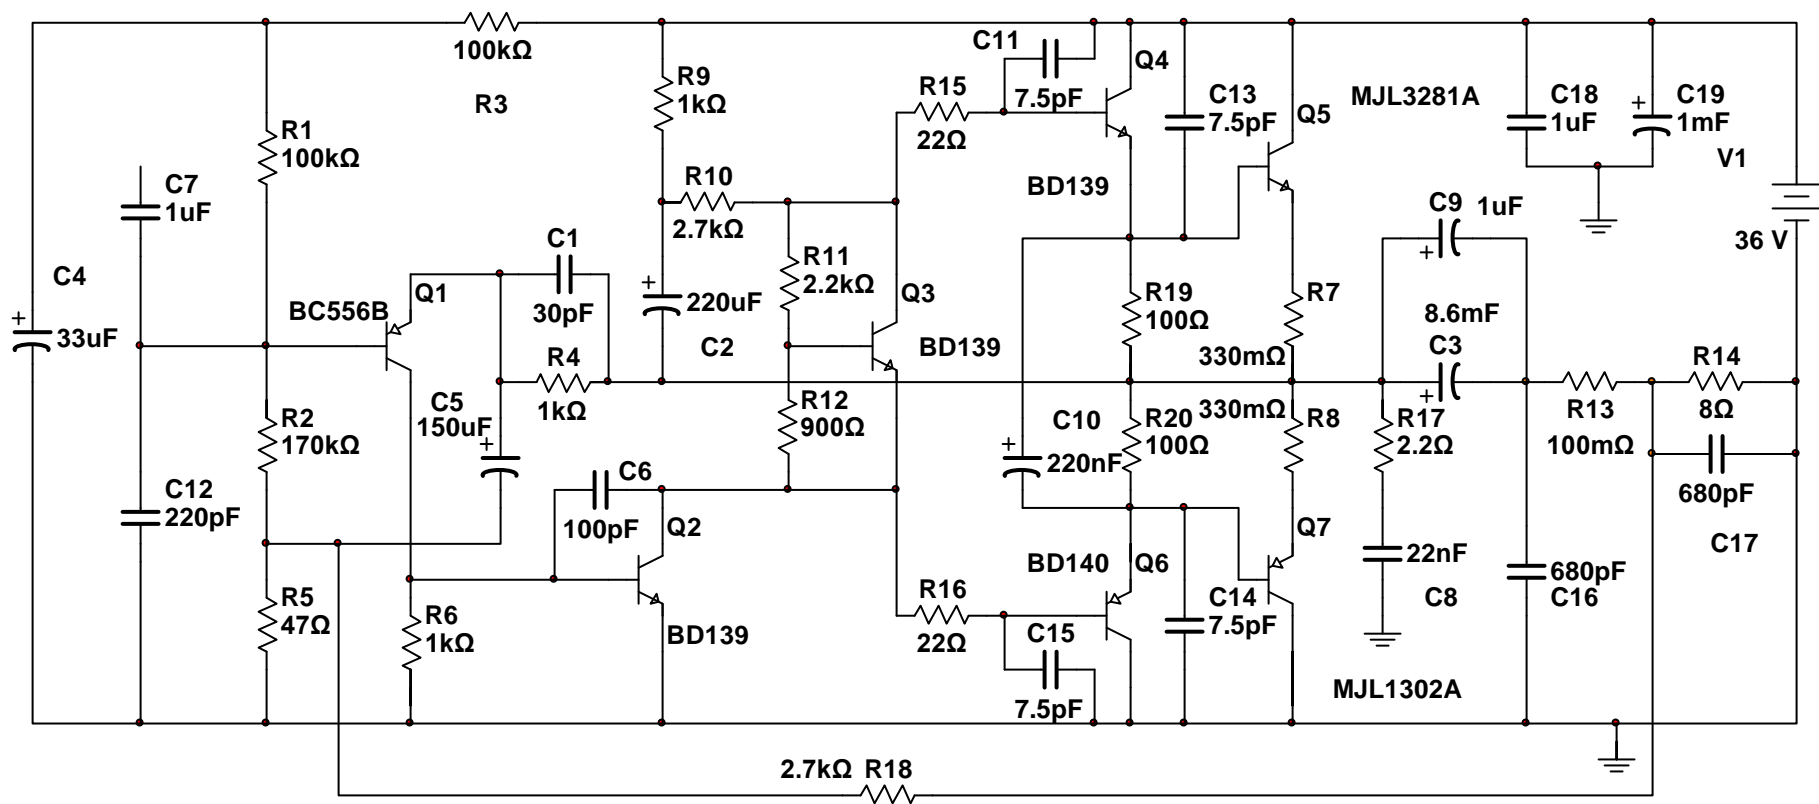 100kΩ
R3
R1
100kΩ
C7
1uF
C4
33uF
R2
170kΩ
C12
220pF
R5
47Ω
BC556B
Q1
C1
30pF
R4
1kΩ
C5
150uF
R6
1kΩ
C6
100pF
Q2
BD139
R9
1kΩ
R10
2.7kΩ
220uF
C2
R11
2.2kΩ
Q3
BD139
R12
900Ω
R15
22Ω
C11
7.5pF
Q4
BD139
C13
7.5pF
Q5
MJL3281A
R19
100Ω
R7
330mΩ
C10
220nF
R20
100Ω
330mΩ
R8
R16
22Ω
BD140
Q6
C15
7.5pF
C14
7.5pF
Q7
MJL1302A
C18
1uF
C19
1mF
V1
36 V
C9
1uF
8.6mF
C3
R17
2.2Ω
22nF
C8
R13
100mΩ
R14
8Ω
680pF
C17
680pF
C16
2.7kΩ R18
+
+
+
+
+
+
+